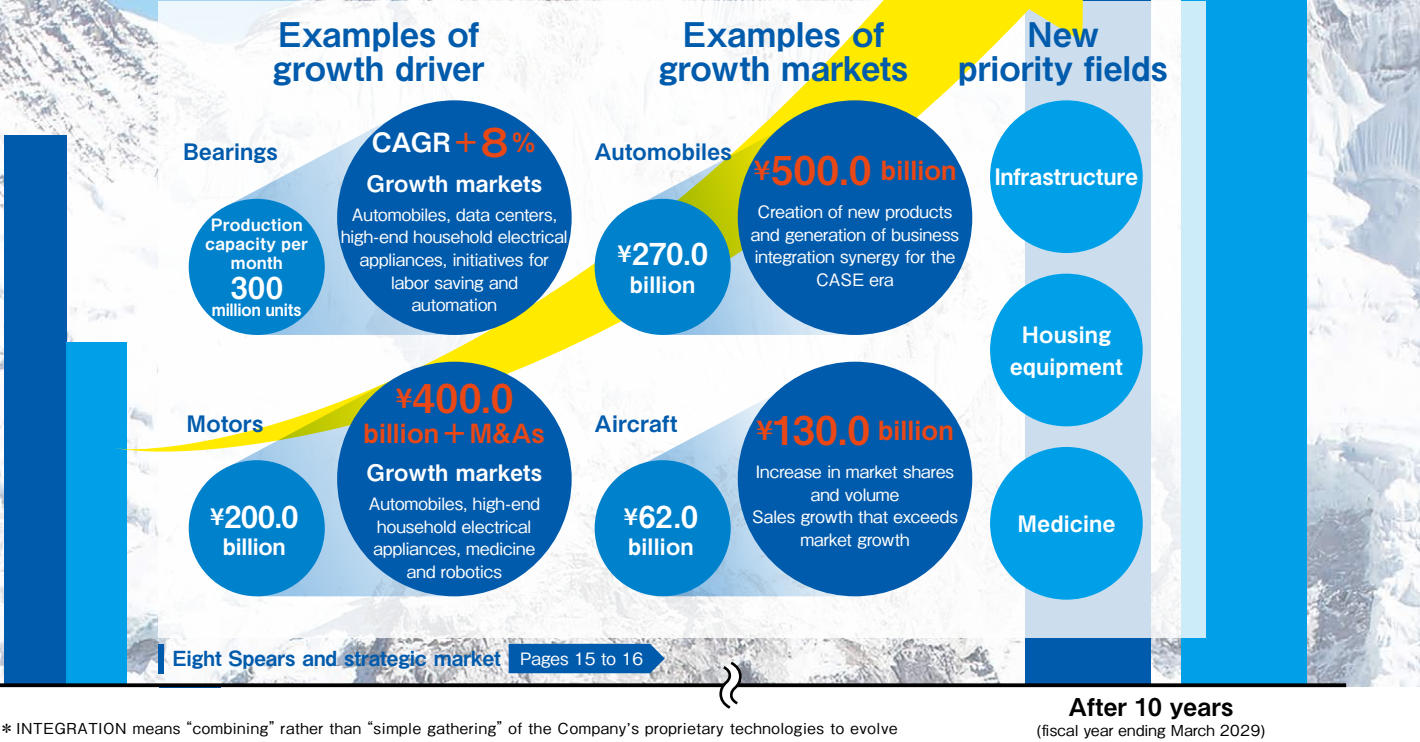 Examples of
growth driver
Bearings
Production
capacity per
month
300
million units
CAGR＋8%
Growth markets
Automobiles, data centers,
high-end household electrical
appliances, initiatives for
labor saving and
automation
Motors
¥200.0
billion
¥400.0
billion＋M&As
Growth markets
Automobiles, high-end
household electrical
appliances, medicine
and robotics
Examples of
growth markets
Automobiles
¥270.0
billion
¥500.0 billion
Creation of new products
and generation of business
integration synergy for the
CASE era
Aircraft
¥62.0
billion
¥130.0 billion
Increase in market shares
and volume
Sales growth that exceeds
market growth
New
priority fields
Infrastructure
Housing
equipment
Medicine
Eight Spears and strategic market Pages 15 to 16
After 10 years
(fiscal year ending March 2029)
* INTEGRATION means “combining” rather than “simple gathering” of the Company’s proprietary technologies to evolve